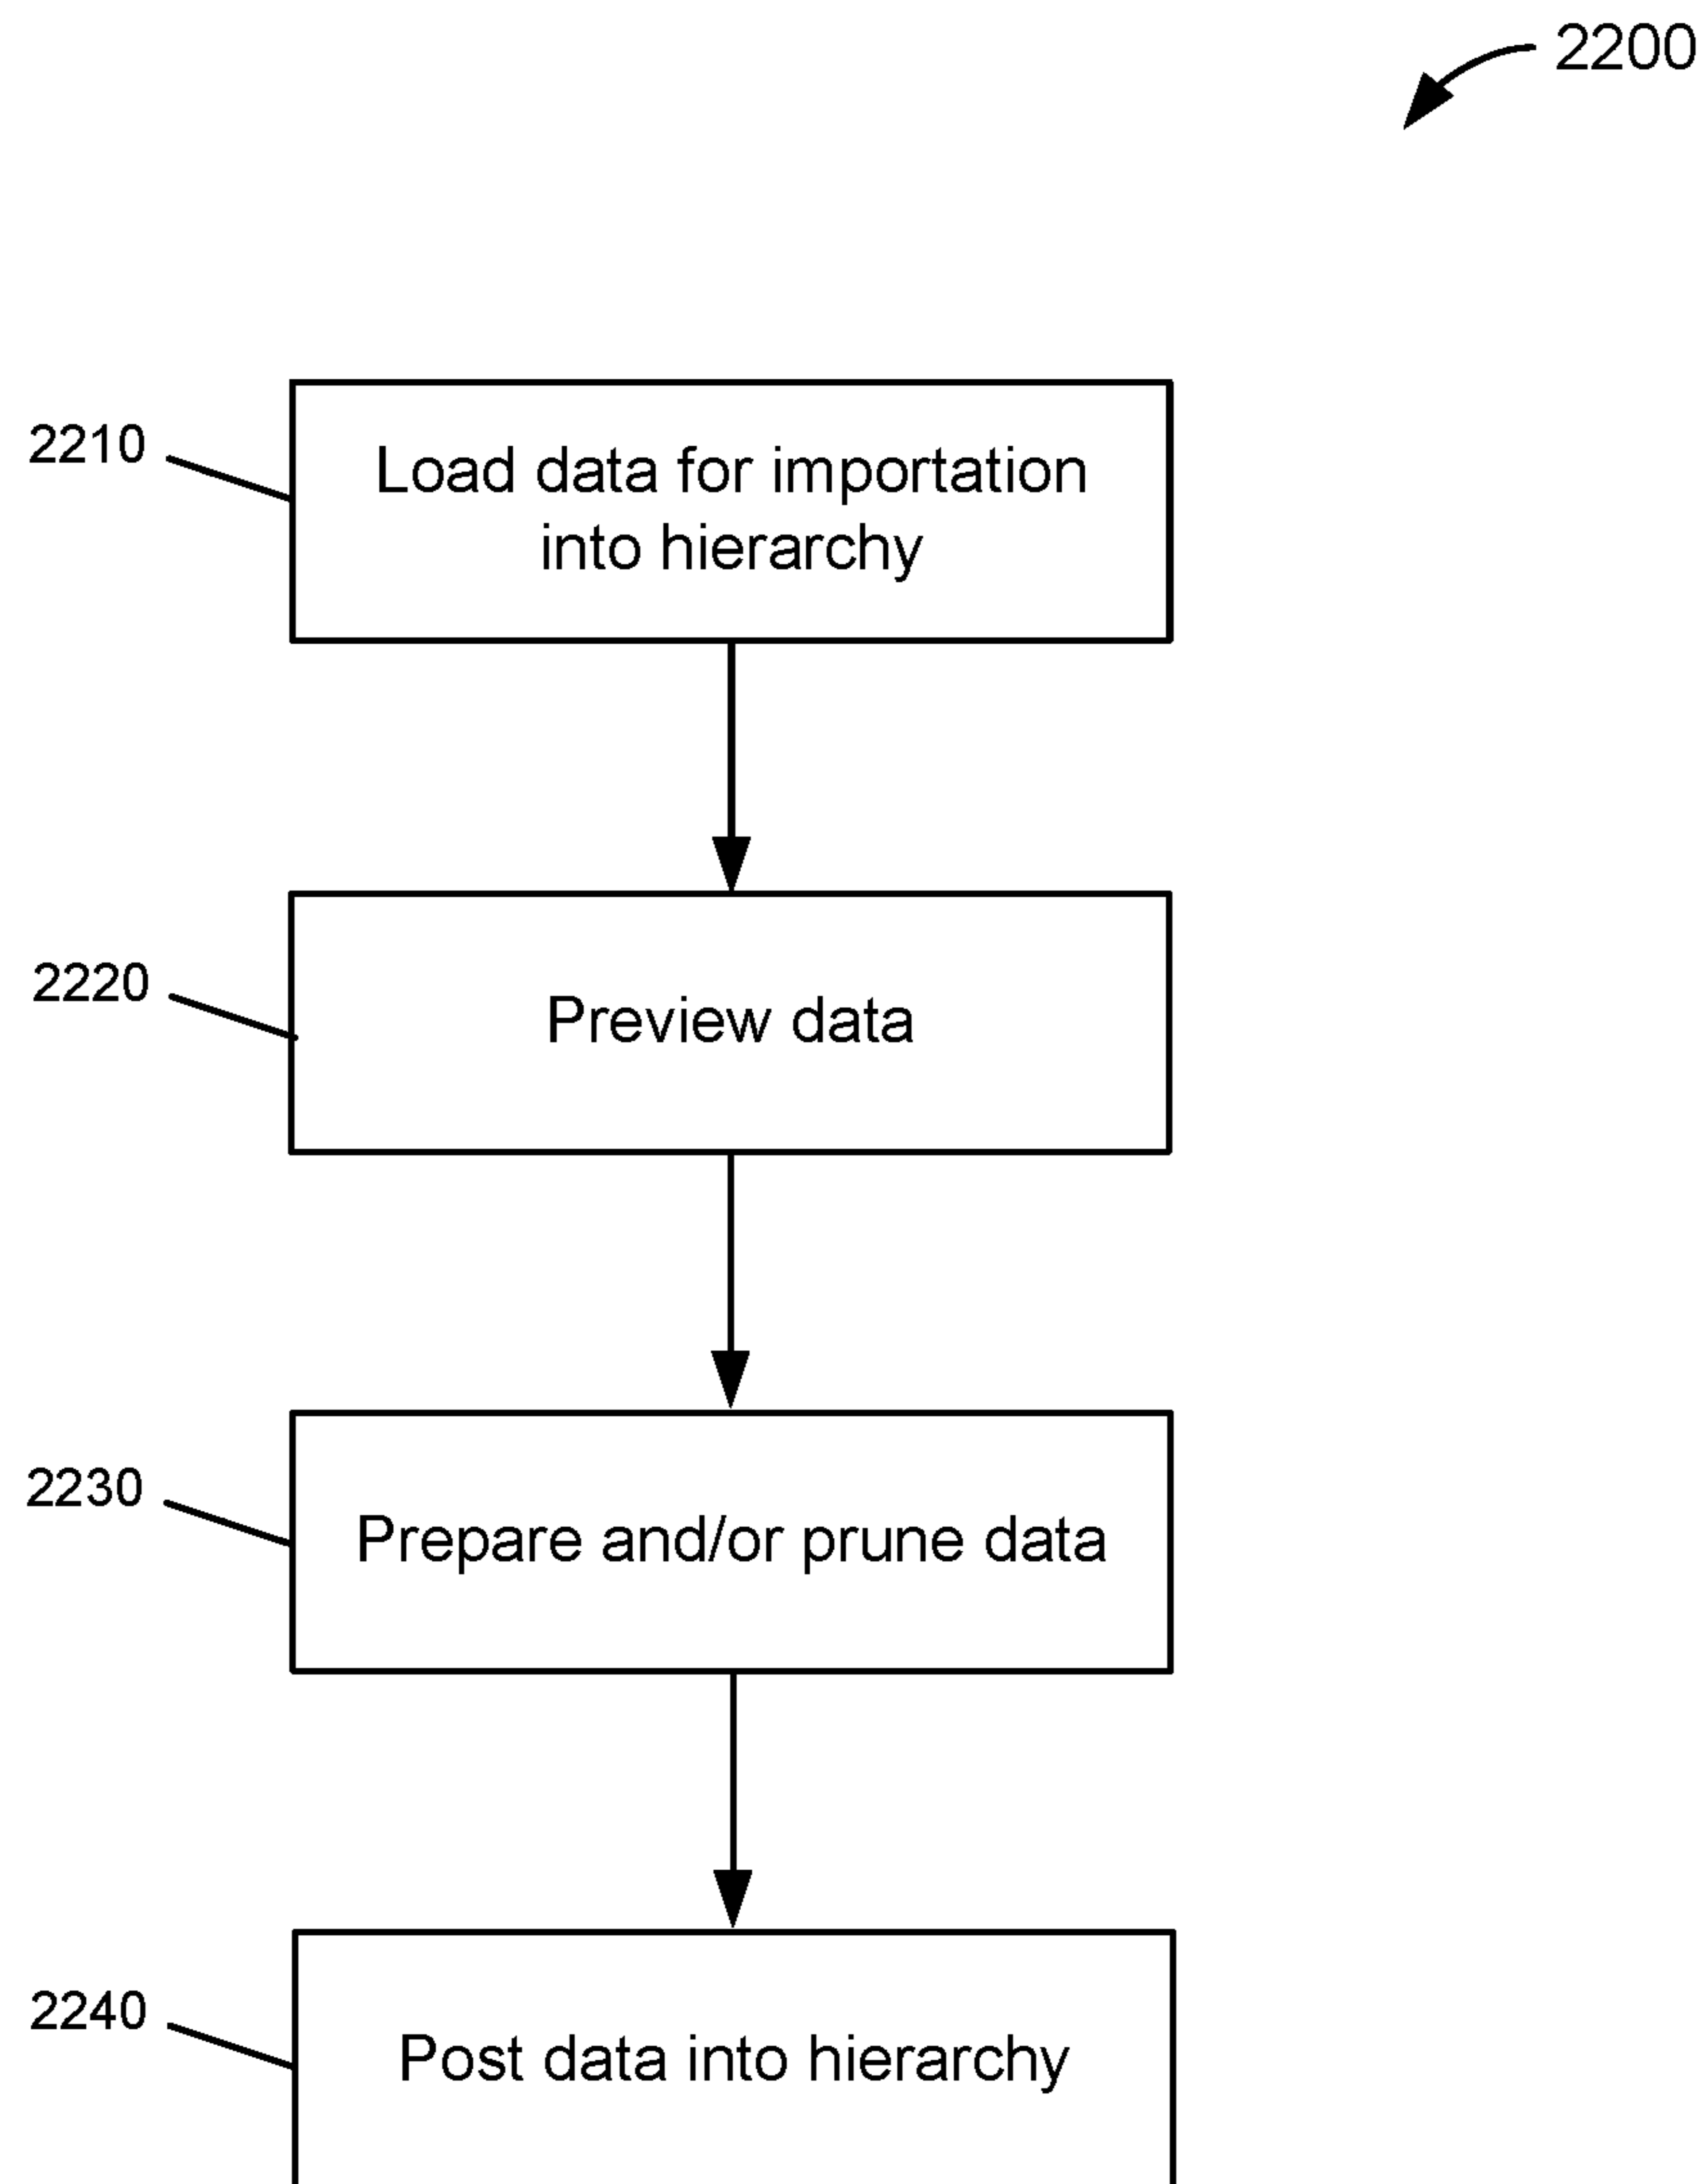 2200
2210
Load data for importation
into hierarchy
2220
Preview data
2230
Prepare and/or prune data
2240
Post data into hierarchy